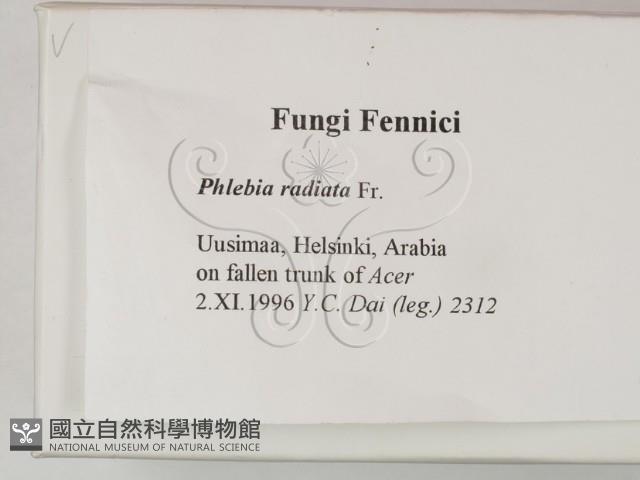 Fungi Fennici
Phlebia radiata Fr.
Uusimaa, Helsinki, Arabia
on fallen trunk of Acer
2.XI.1996 Y.C. Dai (leg.) 2312
國立自然科學博物館
NATIONAL MUSEUM OF NATURAL SCIENCE